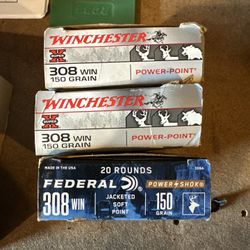 WINCHESTER
X
308 WIN
150 GRAIN
POWER-POINT
WINCHESTER
X
308 WIN
150 GRAIN
POWER-POINT
MADE IN THE USA
20 ROUNDS
FEDERAL
POWER SHOK
308 WIN
JACKETED
SOFT
POINT
150
GRAIN